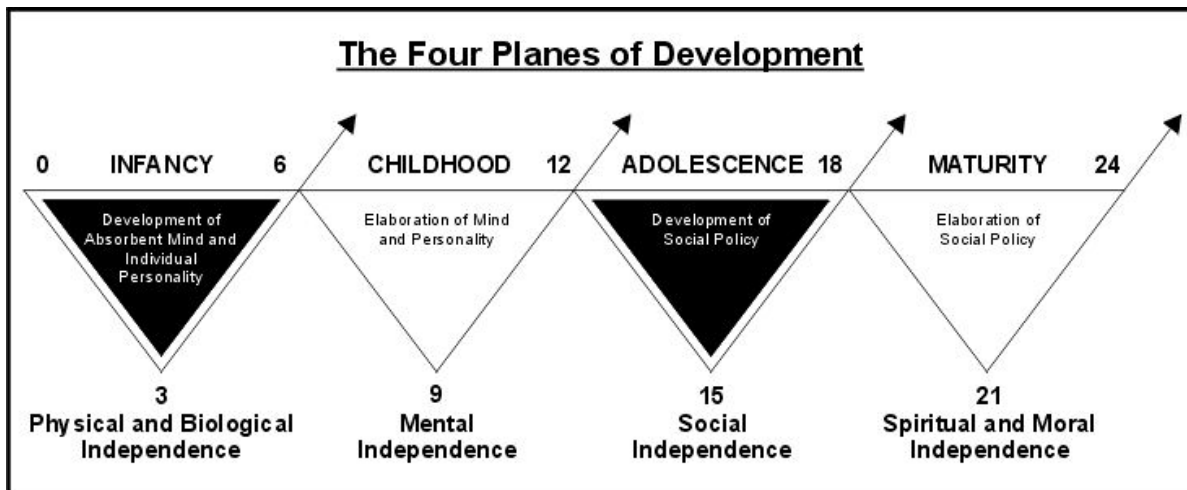 The Four Planes of Development
0 INFANCY 6 CHILDHOOD 12 ADOLESCENCE 18 MATURITY 24
Development of
Absorbent Mind and
Individual
Personality
Elaboration of Mind
and Personality
Development of
Social Policy
Elaboration of
Social Policy
3
Physical and Biological
Independence
9
Mental
Independence
15
Social
Independence
21
Spiritual and Moral
Independence